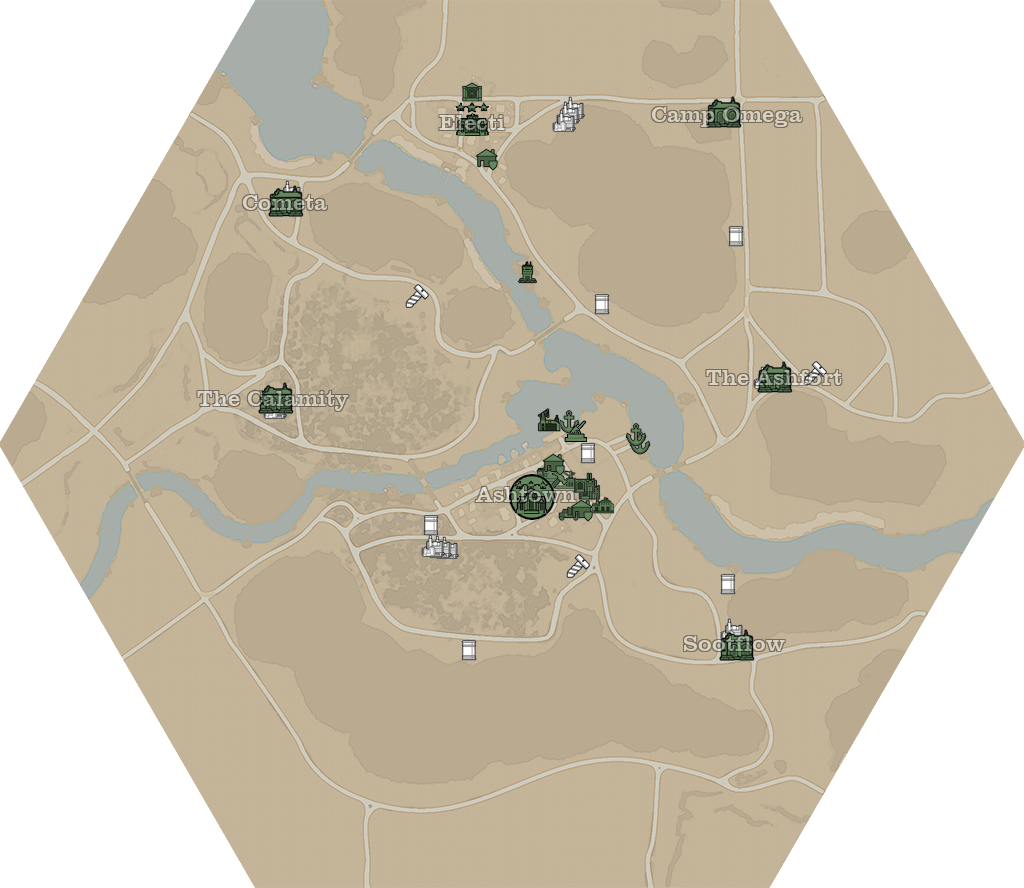 Electi
Camp Omega
Cometa
The Ashfort
The Calamity
Ashtown
Sootflow